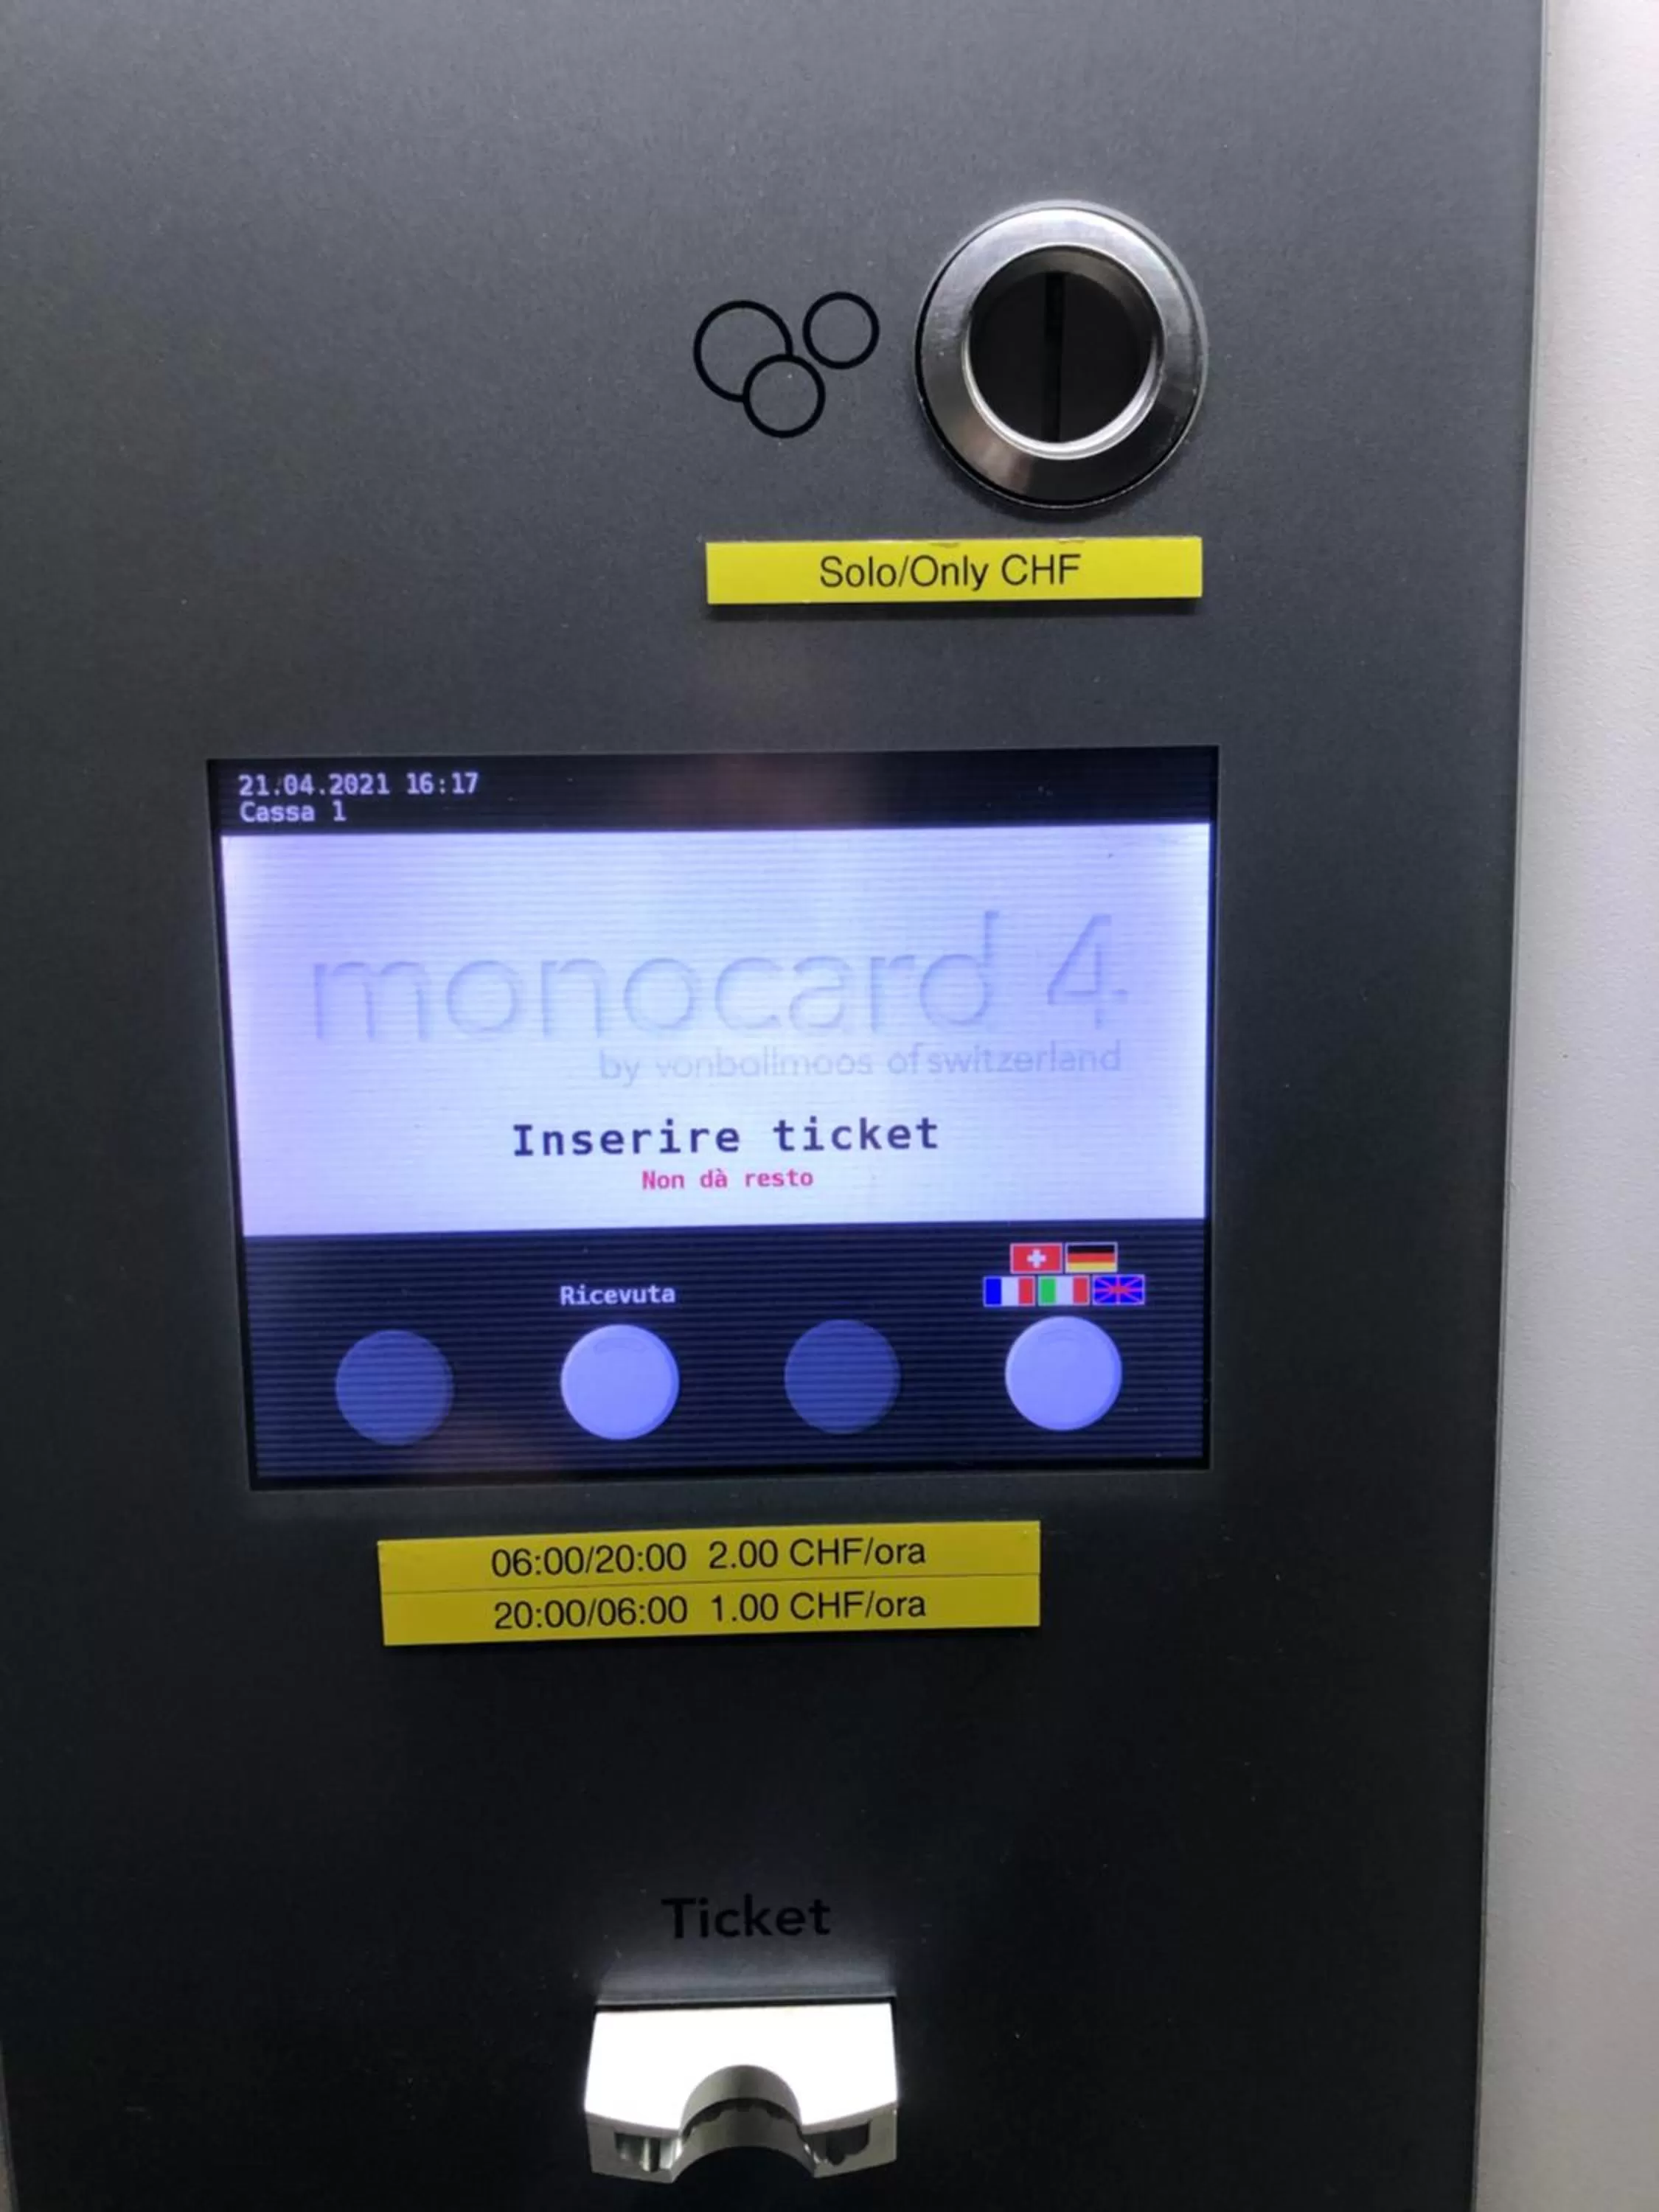 Solo/Only CHF
21.04.2021 16:17
Cassa 1
monocard 4
by vonballmoos of switzerland
Inserire ticket
Non dà resto
Ricevuta
06:00/20:00 2.00 CHF/ora
20:00/06:00 1.00 CHF/ora
Ticket